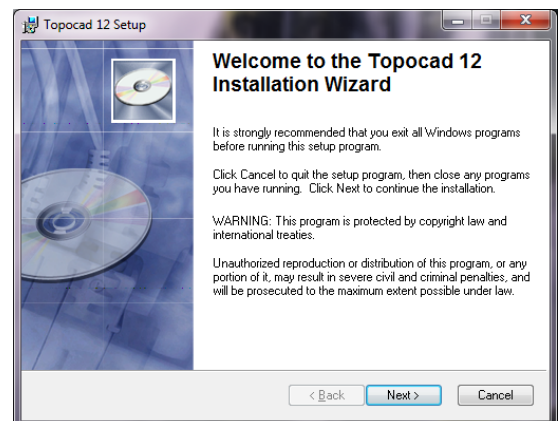 Topocad 12 Setup
Welcome to the Topocad 12
Installation Wizard
It is strongly recommended that you exit all Windows programs
before running this setup program.
Click Cancel to quit the setup program, then close any programs
you have running. Click Next to continue the installation.
WARNING: This program is protected by copyright law and
international treaties.
Unauthorized reproduction or distribution of this program, or any
portion of it, may result in severe civil and criminal penalties, and
will be prosecuted to the maximum extent possible under law.
< Back Next > Cancel